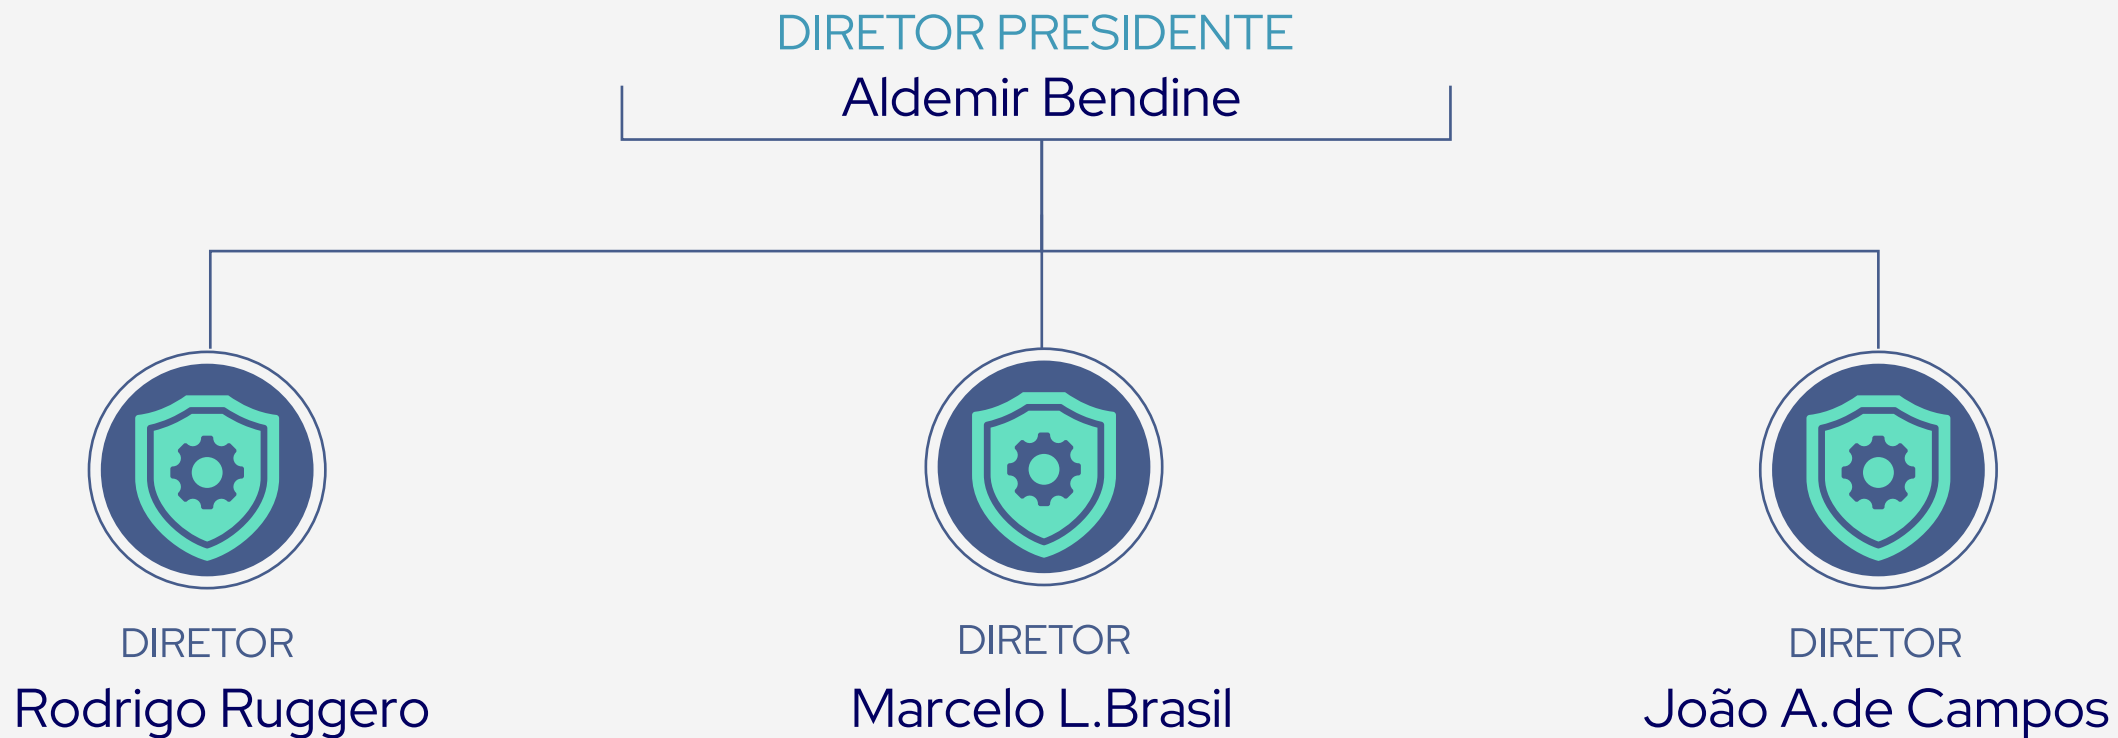 DIRETOR PRESIDENTE
Aldemir Bendine
DIRETOR
Rodrigo Ruggero
DIRETOR
Marcelo L.Brasil
DIRETOR
João A.de Campos